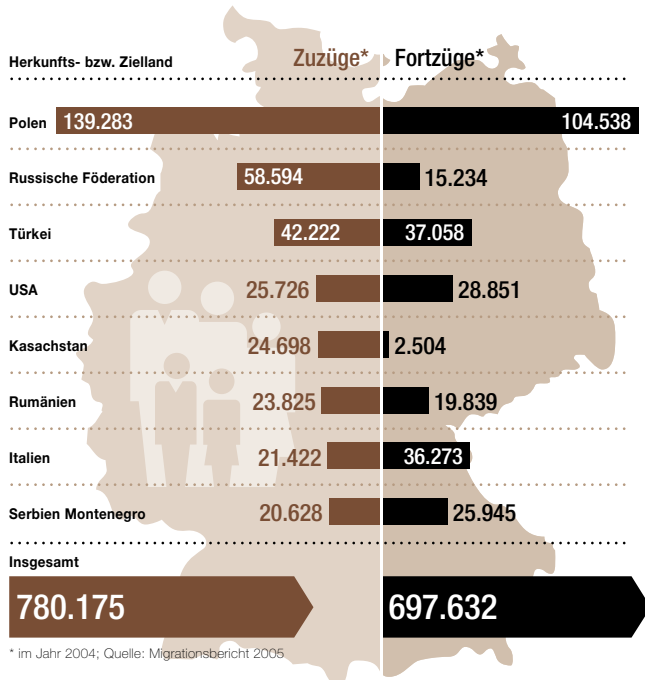 Herkunfts- bzw. Zielland Zuzüge* Fortzüge*
Polen 139.283 104.538
Russische Föderation 58.594 15.234
Türkei 42.222 37.058
USA 25.726 28.851
Kasachstan 24.698 2.504
Rumänien 23.825 19.839
Italien 21.422 36.273
Serbien Montenegro 20.628 25.945
Insgesamt
780.175 697.632
* im Jahr 2004; Quelle: Migrationsbericht 2005